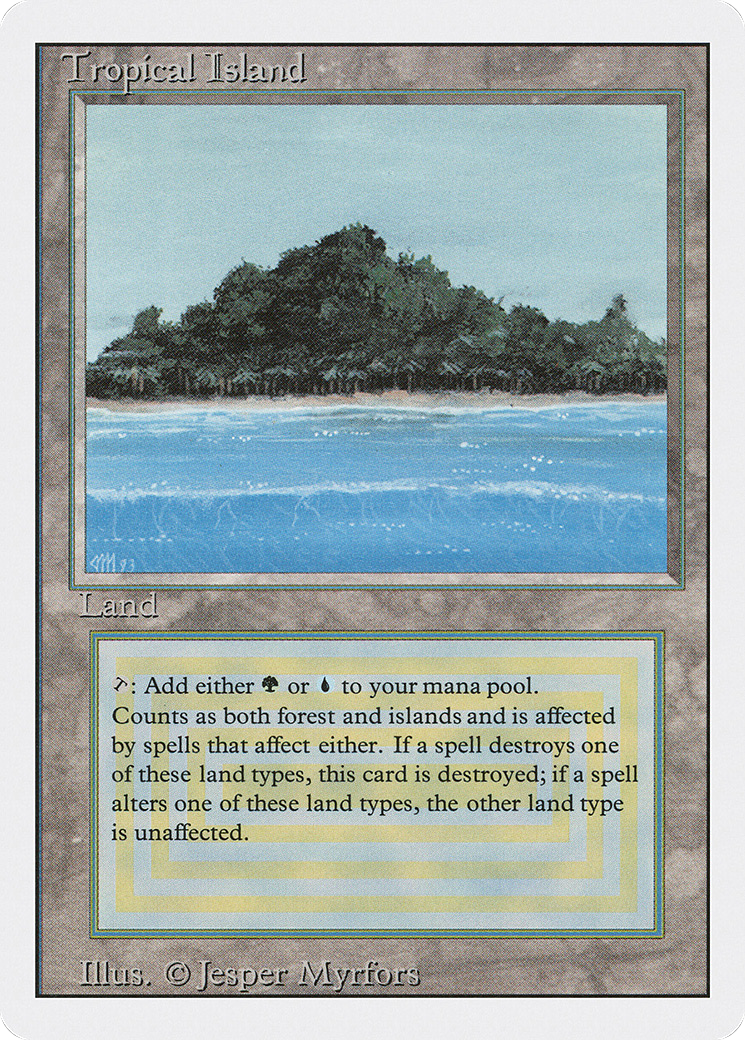 Tropical Island
JM 93
Land
T: Add either or to your mana pool.
Counts as both forest and islands and is affected
by spells that affect either. If a spell destroys one
of these land types, this card is destroyed; if a spell
alters one of these land types, the other land type
is unaffected.
Illus. © Jesper Myrfors